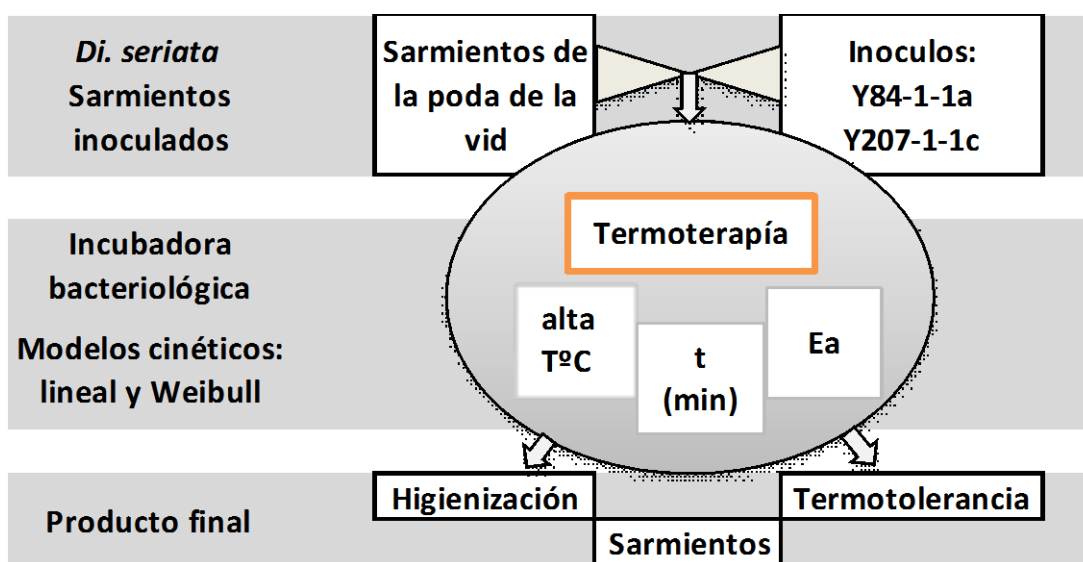 Di. seriata
Sarmientos
inoculados
Sarmientos de
la poda de la
vid
Inoculos:
Y84-1-1a
Y207-1-1c
Incubadora
bacteriológica
Modelos cinéticos:
lineal y Weibull
Termoterapía
alta
TºC
t
(min)
Ea
Producto final
Higienización
Sarmientos
Termotolerancia